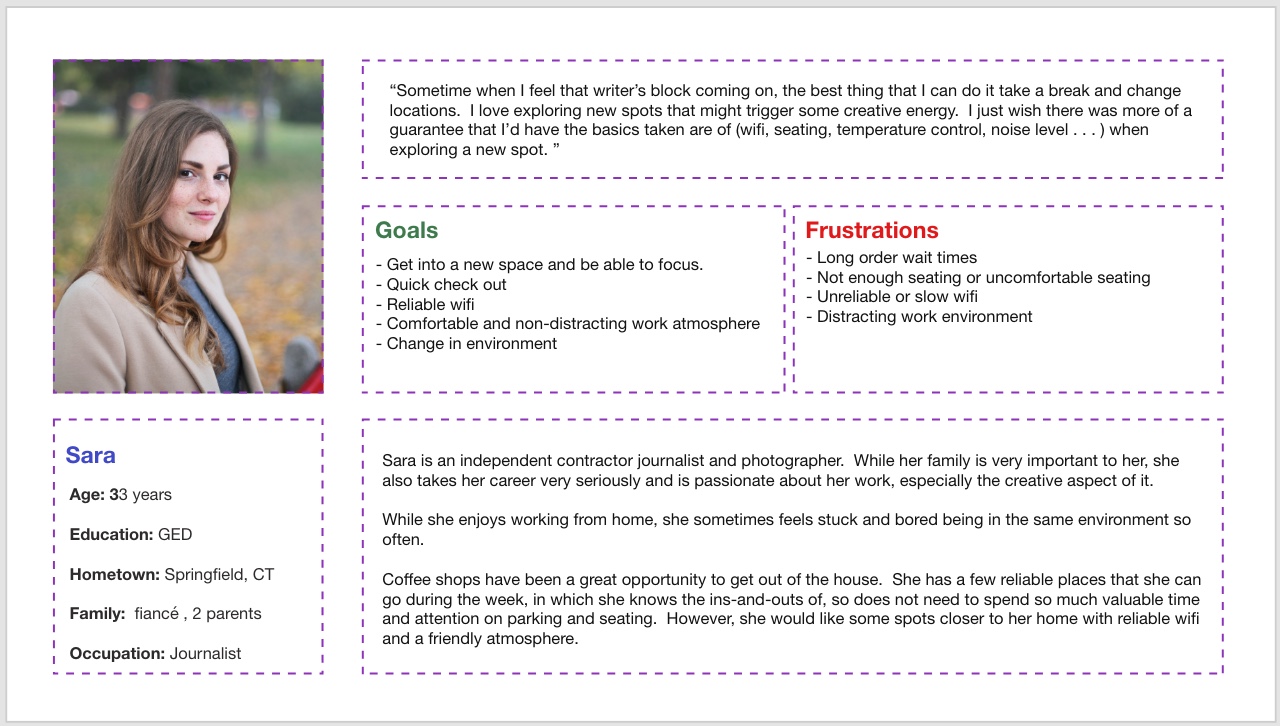 “Sometime when I feel that writer’s block coming on, the best thing that I can do it take a break and change
locations.  I love exploring new spots that might trigger some creative energy.  I just wish there was more of a
guarantee that I’d have the basics taken are of (wifi, seating, temperature control, noise level . . . ) when
exploring a new spot. ”
Goals
- Get into a new space and be able to focus.
- Quick check out
- Reliable wifi
- Comfortable and non-distracting work atmosphere
- Change in environment
Frustrations
- Long order wait times
- Not enough seating or uncomfortable seating
- Unreliable or slow wifi
- Distracting work environment
Sara
Age: 33 years
Education: GED
Hometown: Springfield, CT
Family:  fiancé , 2 parents
Occupation: Journalist
Sara is an independent contractor journalist and photographer.  While her family is very important to her, she
also takes her career very seriously and is passionate about her work, especially the creative aspect of it.
While she enjoys working from home, she sometimes feels stuck and bored being in the same environment so
often.
Coffee shops have been a great opportunity to get out of the house.  She has a few reliable places that she can
go during the week, in which she knows the ins-and-outs of, so does not need to spend so much valuable time
and attention on parking and seating.  However, she would like some spots closer to her home with reliable wifi
and a friendly atmosphere.